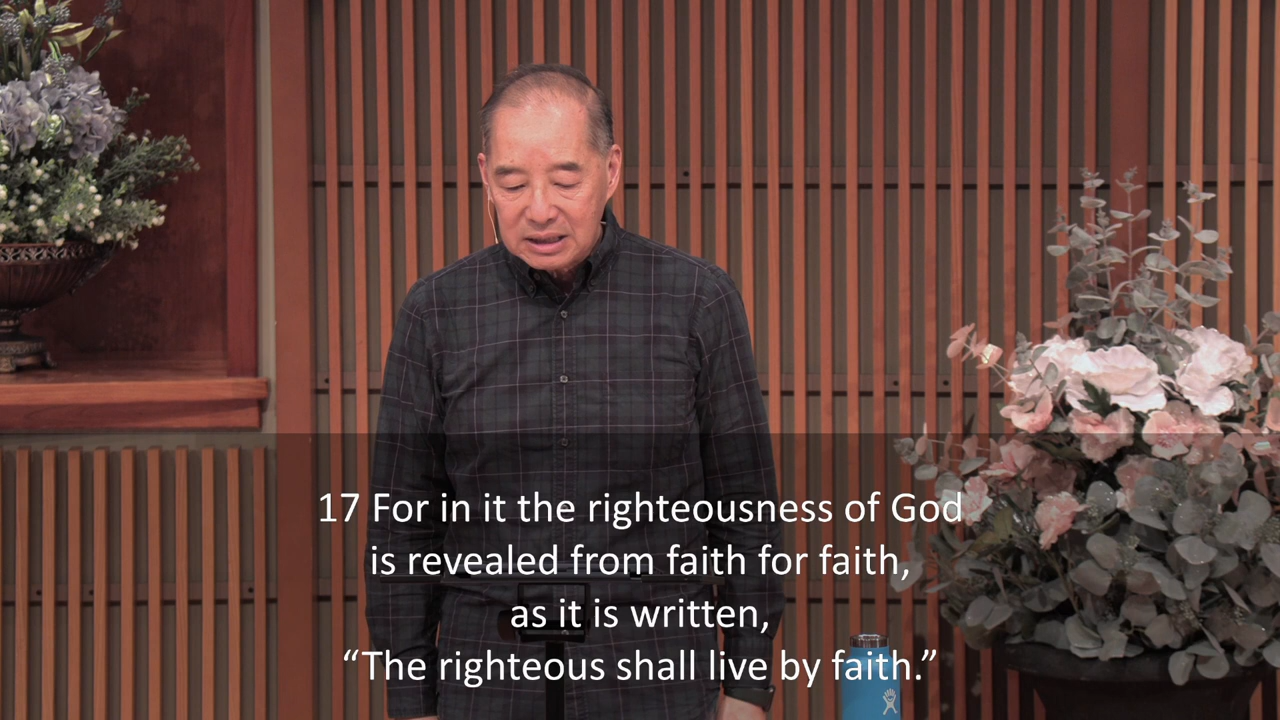 17 For in it the righteousness of God
is revealed from faith for faith,
as it is written,
“The righteous shall live by faith.”